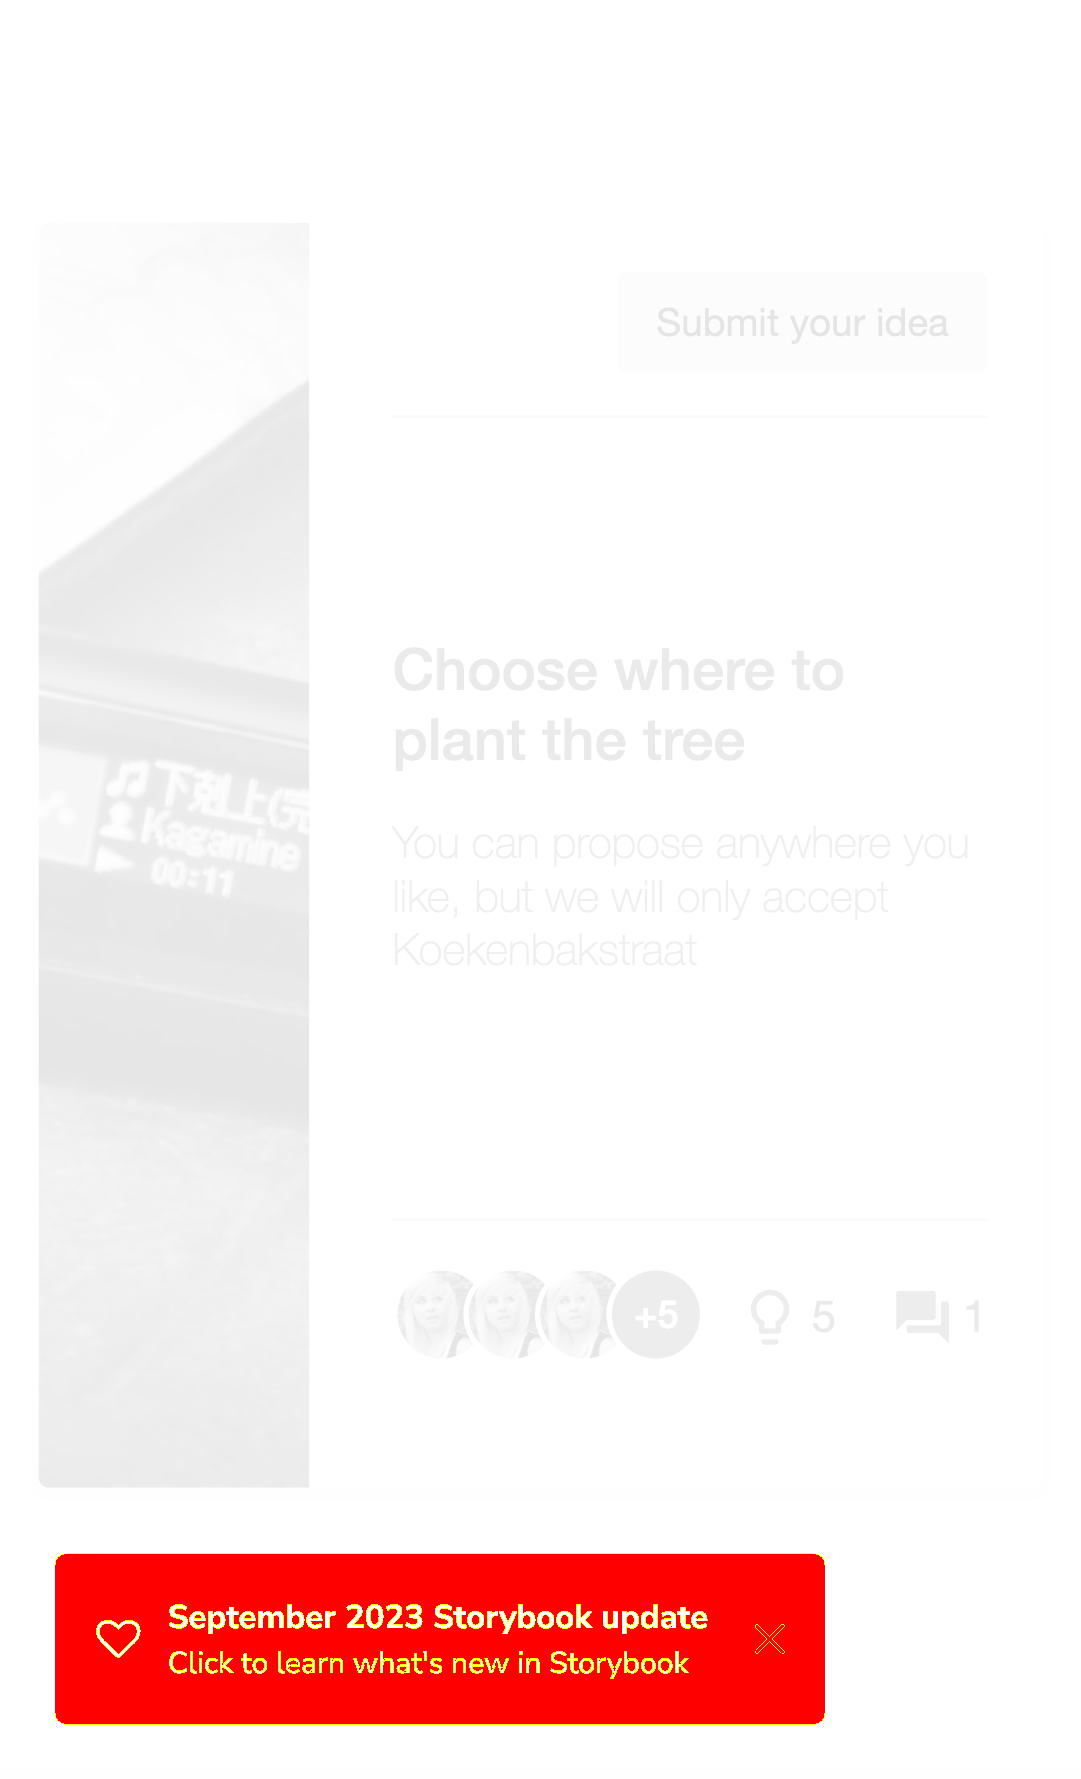 Submit your idea
Choose where to
plant the tree
下剋上(完
Kagamine
00:11
You can propose anywhere you
like, but we will only accept
Koekenbakstraat
+5
5
1
September 2023 Storybook update
Click to learn what's new in Storybook